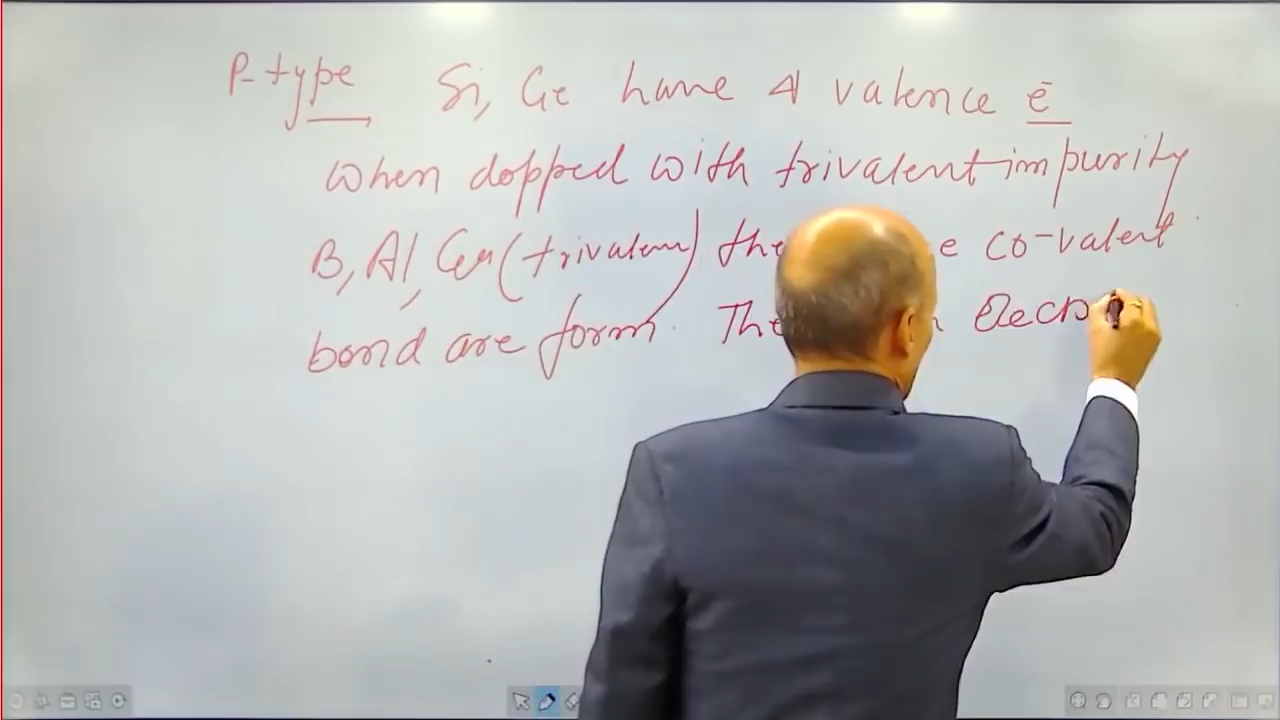 P-type Si, Ge have 4 valence e̅
when dopped with trivalent impurity
B, Al, Ga (trivalent) the e co-valent
bond are form. The n Electr